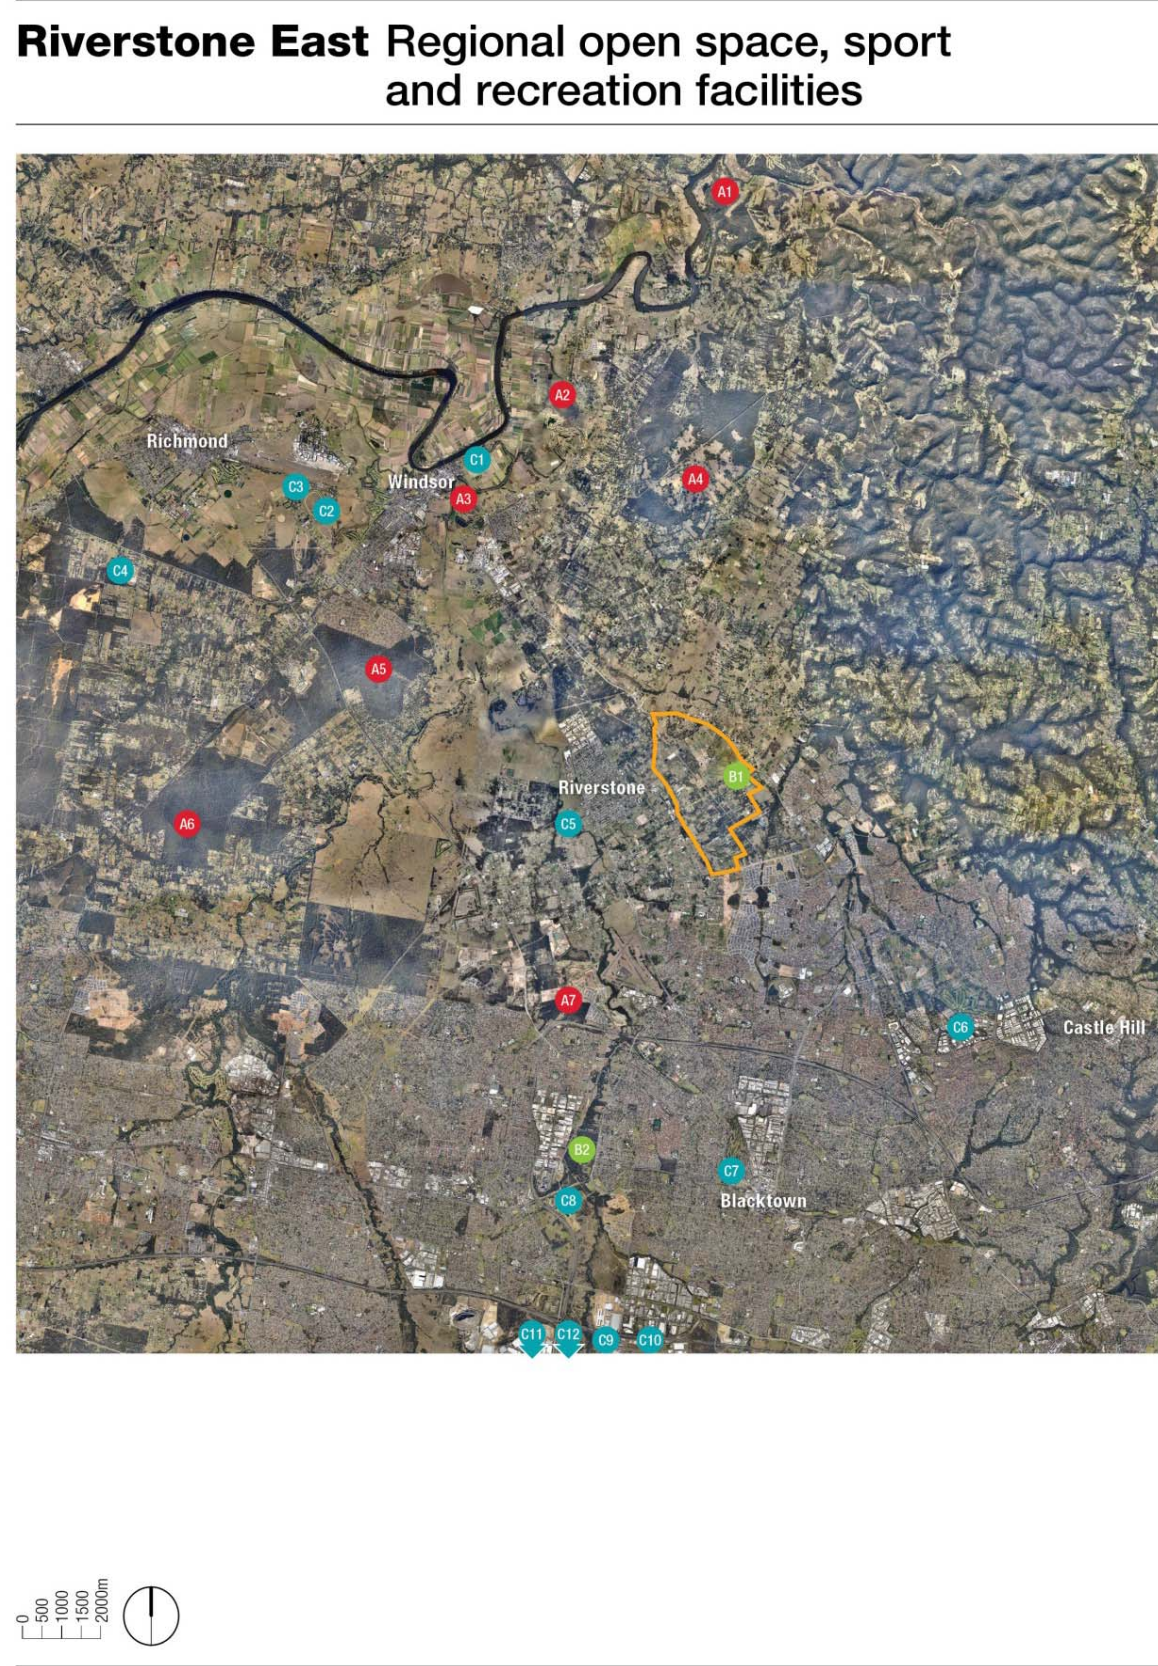 Riverstone East Regional open space, sport
and recreation facilities
A1
A2
Richmond
C1
Windsor
A4
C3
A3
C2
C4
A5
B1
Riverstone
C5
A6
A7
C6
Castle Hill
B2
C7
C8
Blacktown
C11
C12
C9
C10
0
500
1000
1500
2000m